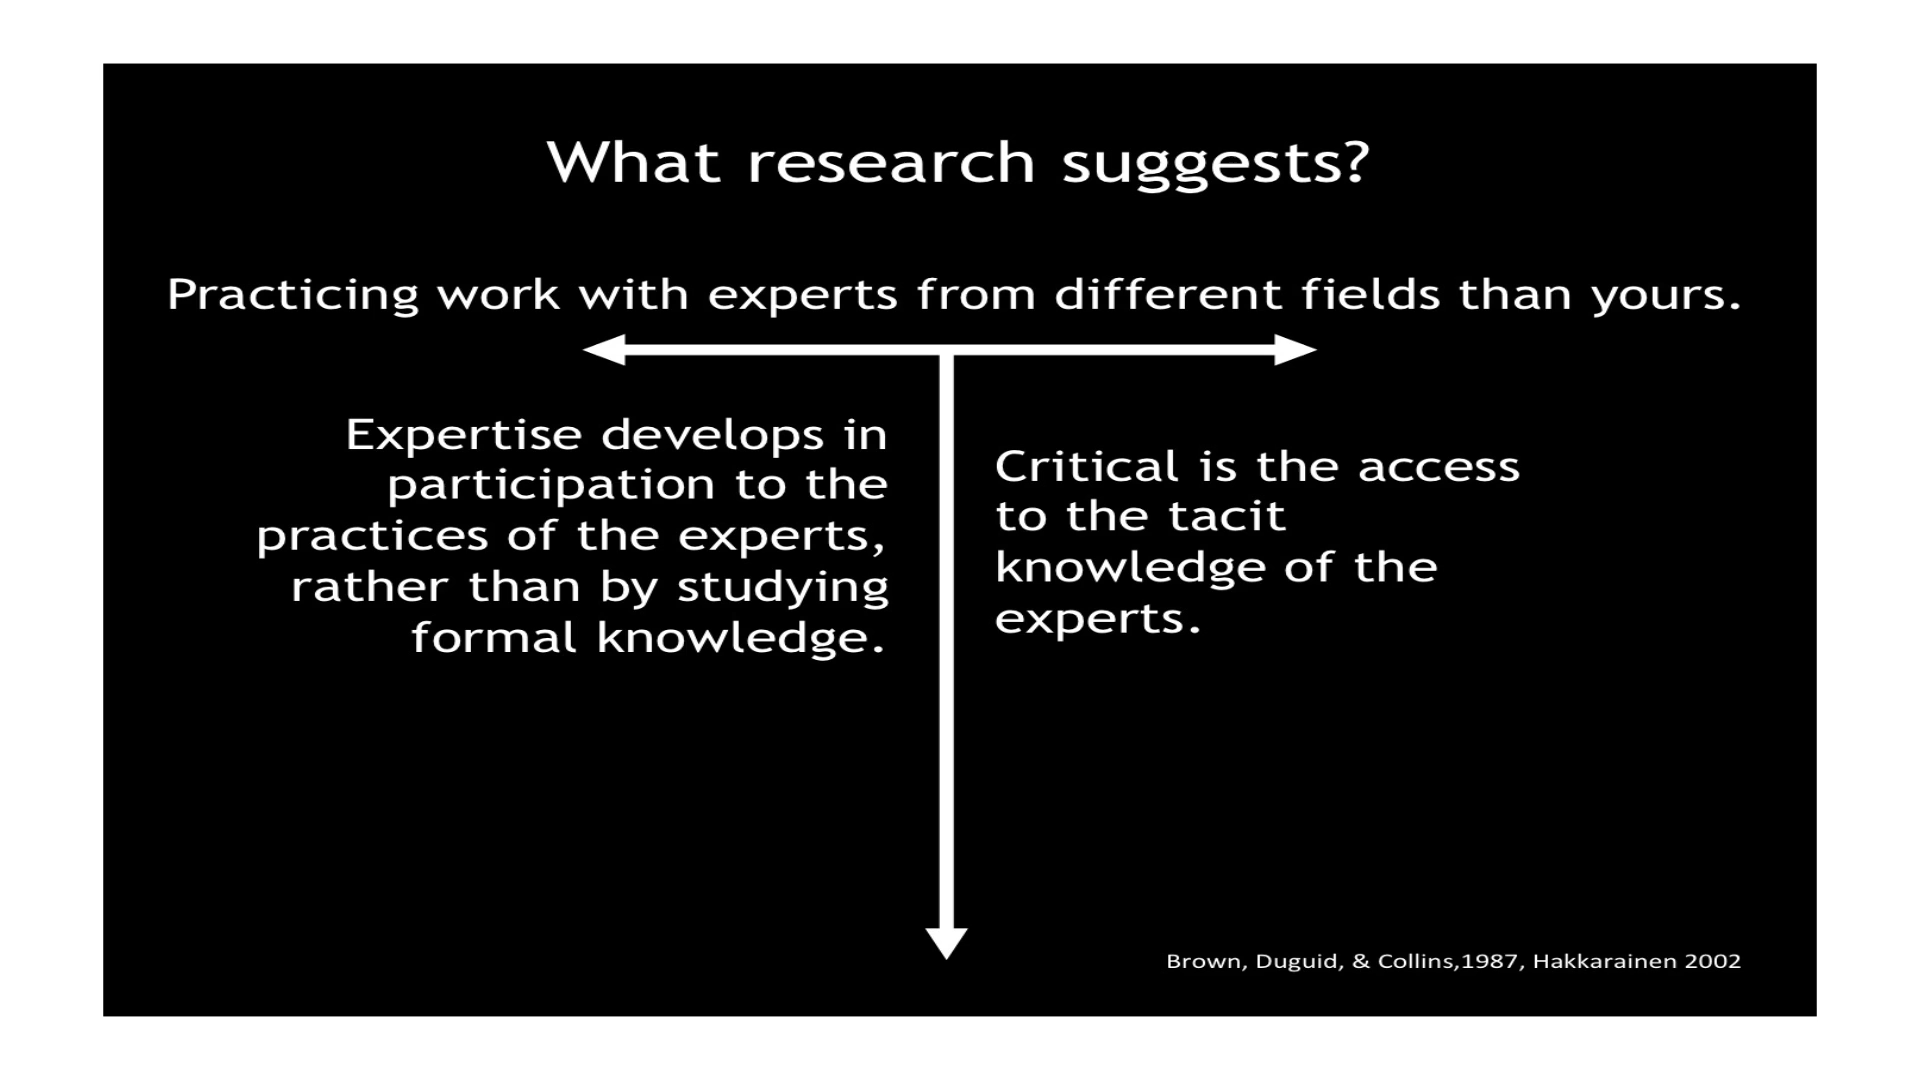 What research suggests?
Practicing work with experts from different fields than yours.
Expertise develops in
participation to the
practices of the experts,
rather than by studying
formal knowledge.
Critical is the access
to the tacit
knowledge of the
experts.
Brown, Duguid, & Collins,1987, Hakkarainen 2002